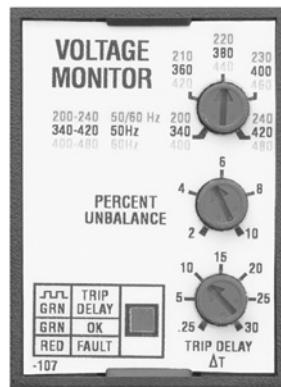 VOLTAGE
MONITOR
220
380
440
210
360
420
230
400
460
200-240 50/60 Hz
340-420 50Hz
400-480 60Hz
200
340
400
240
420
480
PERCENT
UNBALANCE
2
4
6
8
10
.25
5
10
15
20
25
30
TRIP DELAY
ΔT
GRN
TRIP
DELAY
GRN OK
RED FAULT
-107